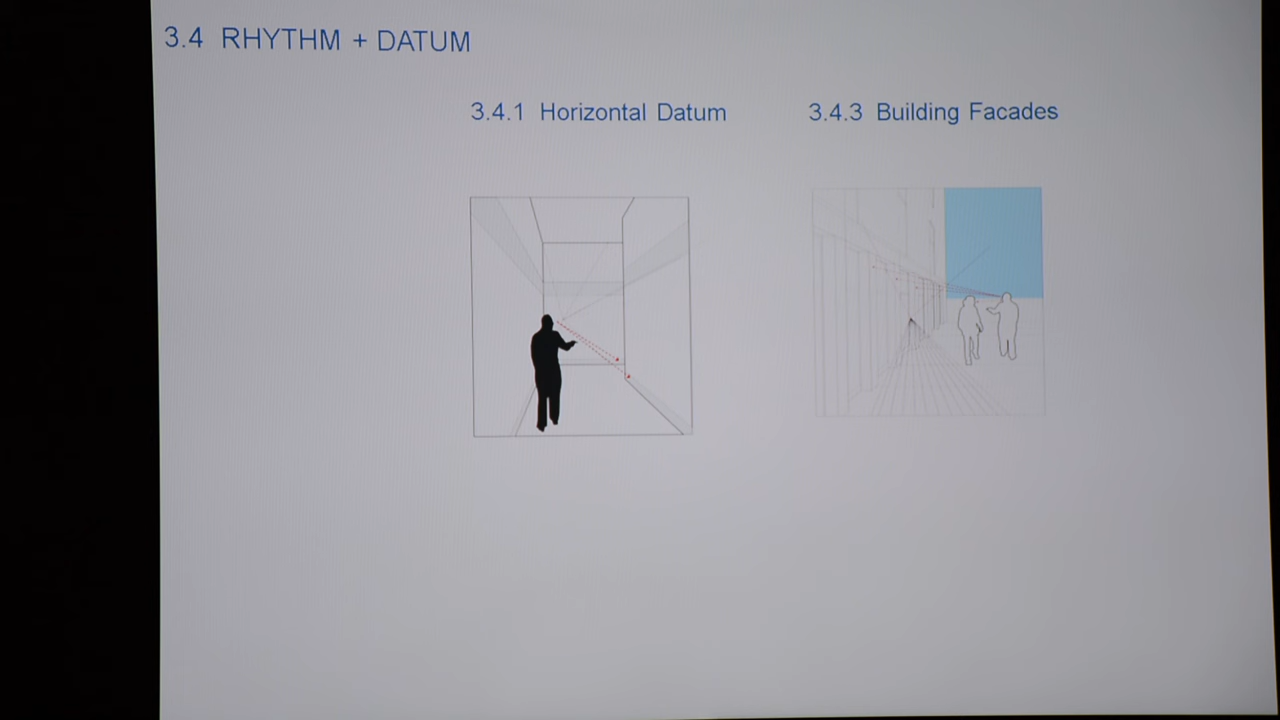 3.4 RHYTHM + DATUM
3.4.1 Horizontal Datum
3.4.3 Building Facades